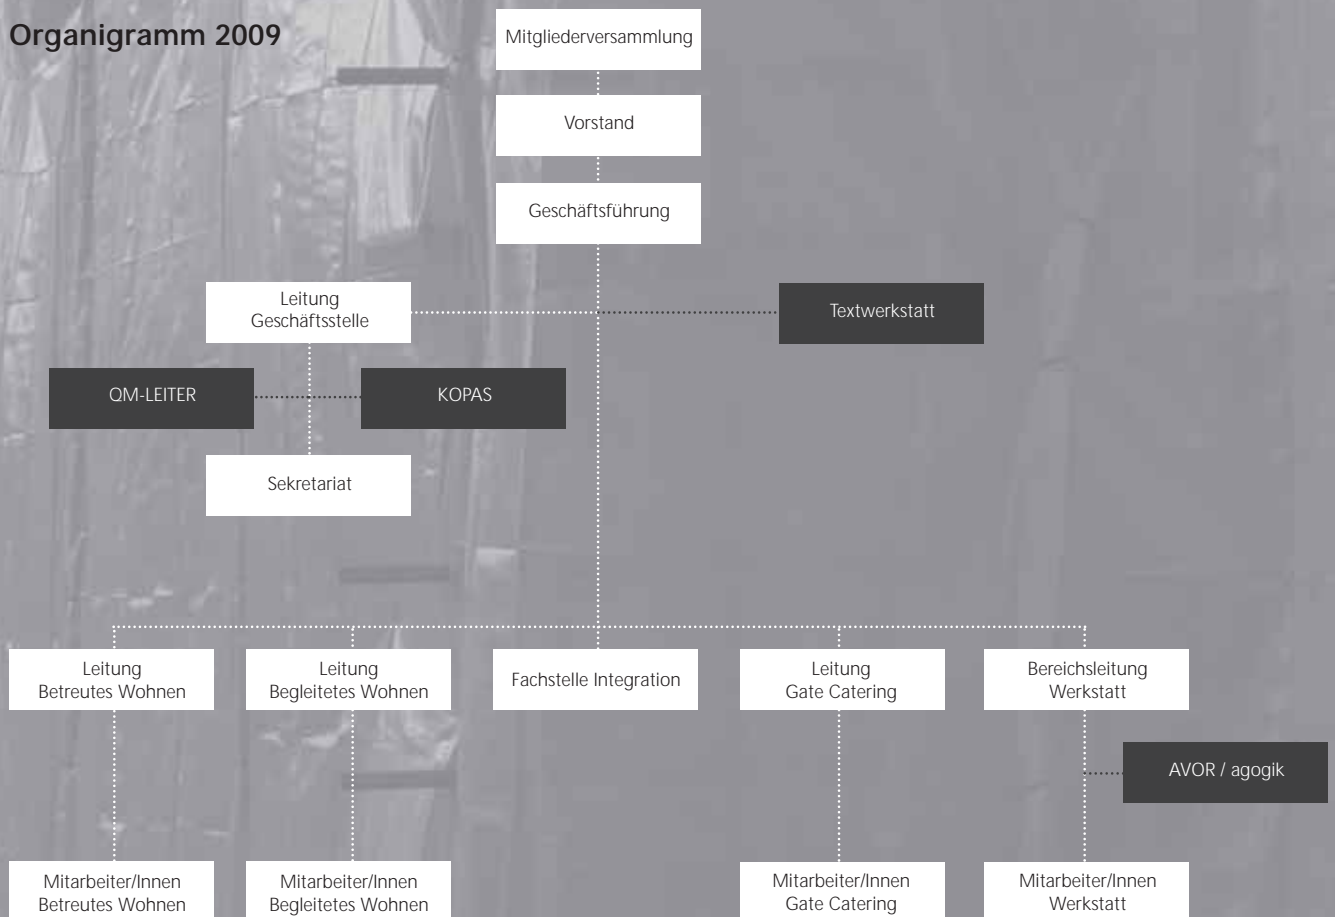 Organigramm 2009
Mitgliederversammlung
Vorstand
Geschäftsführung
Leitung
Geschäftsstelle
Textwerkstatt
QM-LEITER
KOPAS
Sekretariat
Leitung
Betreutes Wohnen
Leitung
Begleitetes Wohnen
Fachstelle Integration
Leitung
Gate Catering
Bereichsleitung
Werkstatt
AVOR / agogik
Mitarbeiter/Innen
Betreutes Wohnen
Mitarbeiter/Innen
Begleitetes Wohnen
Mitarbeiter/Innen
Gate Catering
Mitarbeiter/Innen
Werkstatt